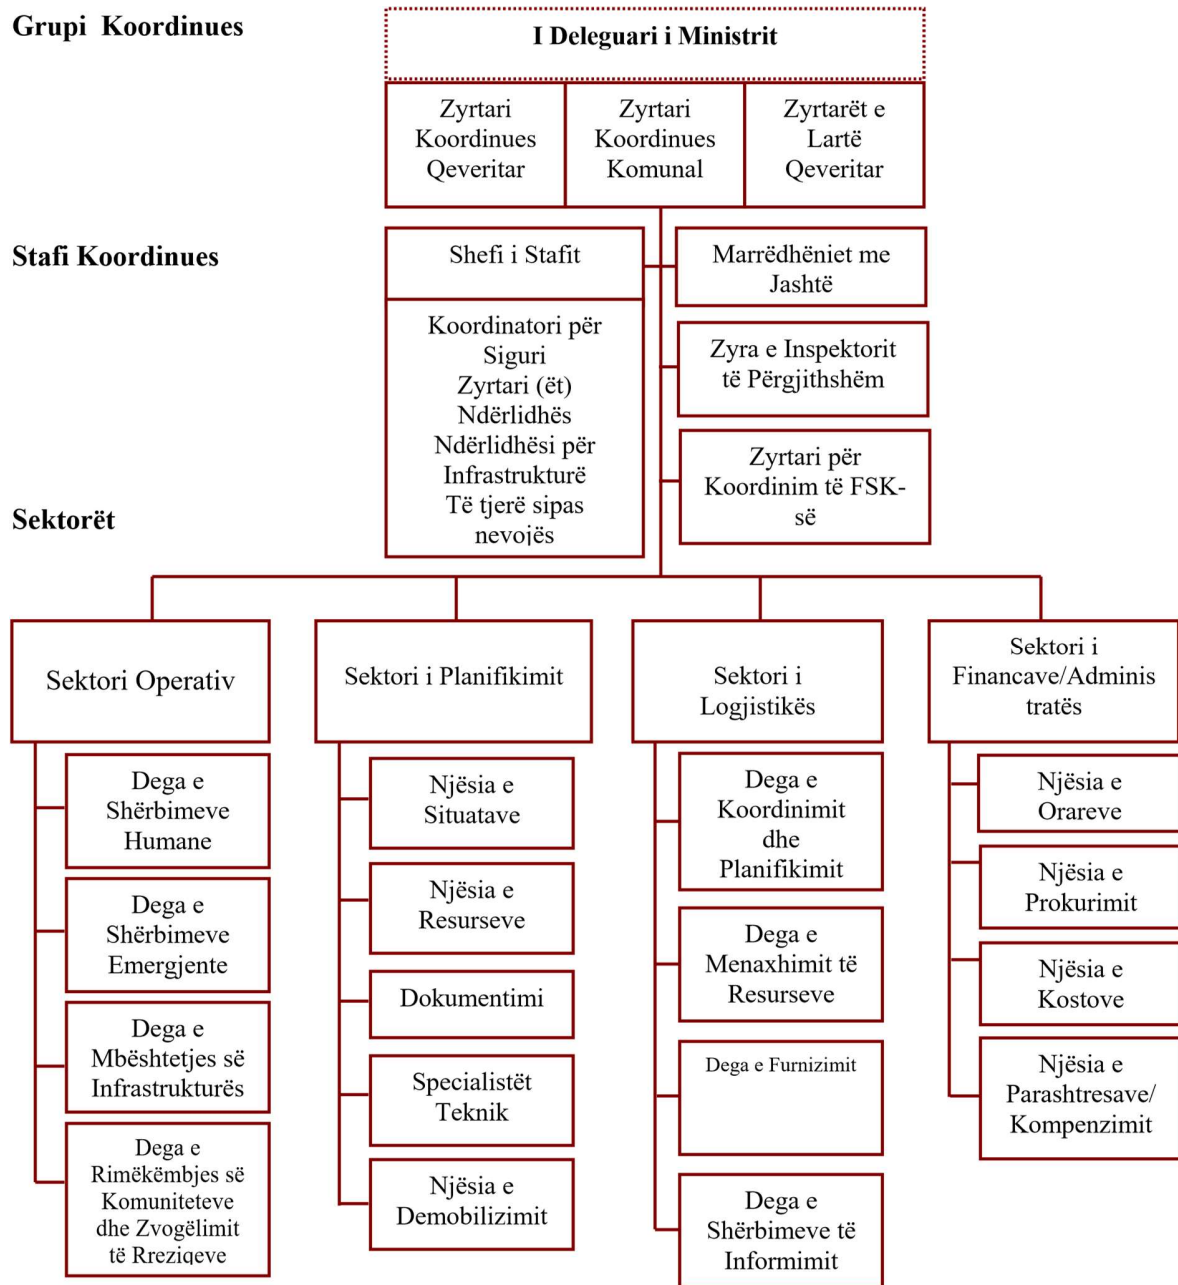 Grupi Koordinues
I Deleguari i Ministrit
Zyrtari
Koordinues
Qeveritar
Zyrtari
Koordinues
Komunal
Zyrtarët e
Lartë
Qeveritar
Stafi Koordinues
Shefi i Stafit
Koordinatori për
Siguri
Zyrtari (ët)
Ndërlidhës
Ndërlidhësi për
Infrastrukturë
Të tjerë sipas
nevojës
Marrëdhëniet me
Jashtë
Zyra e Inspektorit
të Përgjithshëm
Zyrtari për
Koordinim të FSK-
së
Sektorët
Sektori Operativ
Dega e
Shërbimeve
Humane
Dega e
Shërbimeve
Emergjente
Dega e
Mbështetjes së
Infrastrukturës
Dega e
Rimëkëmbjes së
Komuniteteve
dhe Zvogëlimit
të Rreziqeve
Sektori i Planifikimit
Njësia e
Situatave
Njësia e
Resurseve
Dokumentimi
Specialistët
Teknik
Njësia e
Demobilizimit
Sektori i
Logjistikës
Dega e
Koordinimit
dhe
Planifikimit
Dega e
Menaxhimit të
Resurseve
Dega e Furnizimit
Dega e
Shërbimeve të
Informimit
Sektori i
Financave/Adminis
tratës
Njësia e
Orareve
Njësia e
Prokurimit
Njësia e
Kostove
Njësia e
Parashtresave/
Kompenzimit